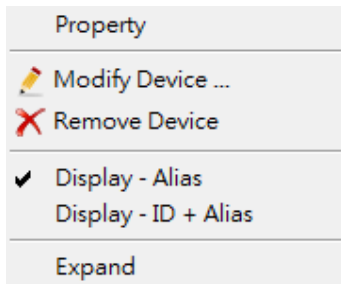 Property
Modify Device ...
Remove Device
Display - Alias
Display - ID + Alias
Expand